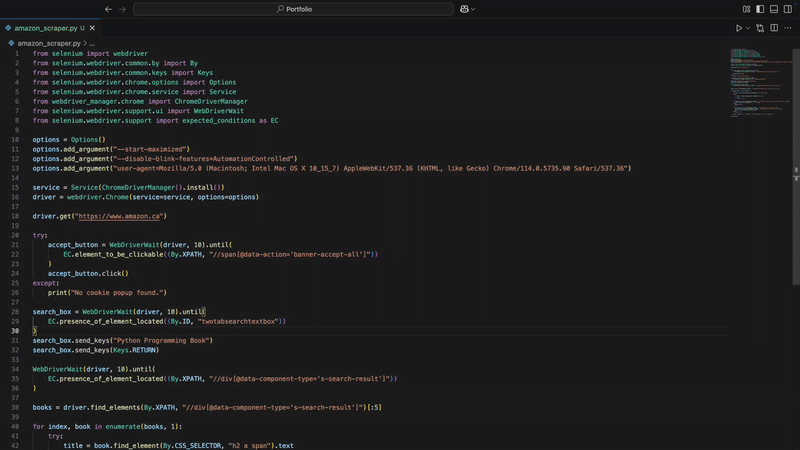 Portfolio
amazon_scraper.py U
amazon_scraper.py > ...
1 from selenium import webdriver
2 from selenium.webdriver.common.by import By
3 from selenium.webdriver.common.keys import Keys
4 from selenium.webdriver.chrome.options import Options
5 from selenium.webdriver.chrome.service import Service
6 from webdriver_manager.chrome import ChromeDriverManager
7 from selenium.webdriver.support.ui import WebDriverWait
8 from selenium.webdriver.support import expected_conditions as EC
9
10 options = Options()
11 options.add_argument("--start-maximized")
12 options.add_argument("--disable-blink-features=AutomationControlled")
13 options.add_argument("user-agent=Mozilla/5.0 (Macintosh; Intel Mac OS X 10_15_7) AppleWebKit/537.36 (KHTML, like Gecko) Chrome/114.0.5735.90 Safari/537.36")
14
15 service = Service(ChromeDriverManager().install())
16 driver = webdriver.Chrome(service=service, options=options)
17
18 driver.get("https://www.amazon.ca")
19
20 try:
21 accept_button = WebDriverWait(driver, 10).until(
22 EC.element_to_be_clickable((By.XPATH, "//span[@data-action='banner-accept-all']"))
23 )
24 accept_button.click()
25 except:
26 print("No cookie popup found.")
27
28 search_box = WebDriverWait(driver, 10).until(
29 EC.presence_of_element_located((By.ID, "twotabsearchtextbox"))
30 )
31 search_box.send_keys("Python Programming Book")
32 search_box.send_keys(Keys.RETURN)
33
34 WebDriverWait(driver, 10).until(
35 EC.presence_of_element_located((By.XPATH, "//div[@data-component-type='s-search-result']"))
36 )
37
38 books = driver.find_elements(By.XPATH, "//div[@data-component-type='s-search-result']")[:5]
39
40 for index, book in enumerate(books, 1):
41 try:
42 title = book.find_element(By.CSS_SELECTOR, "h2 a span").text